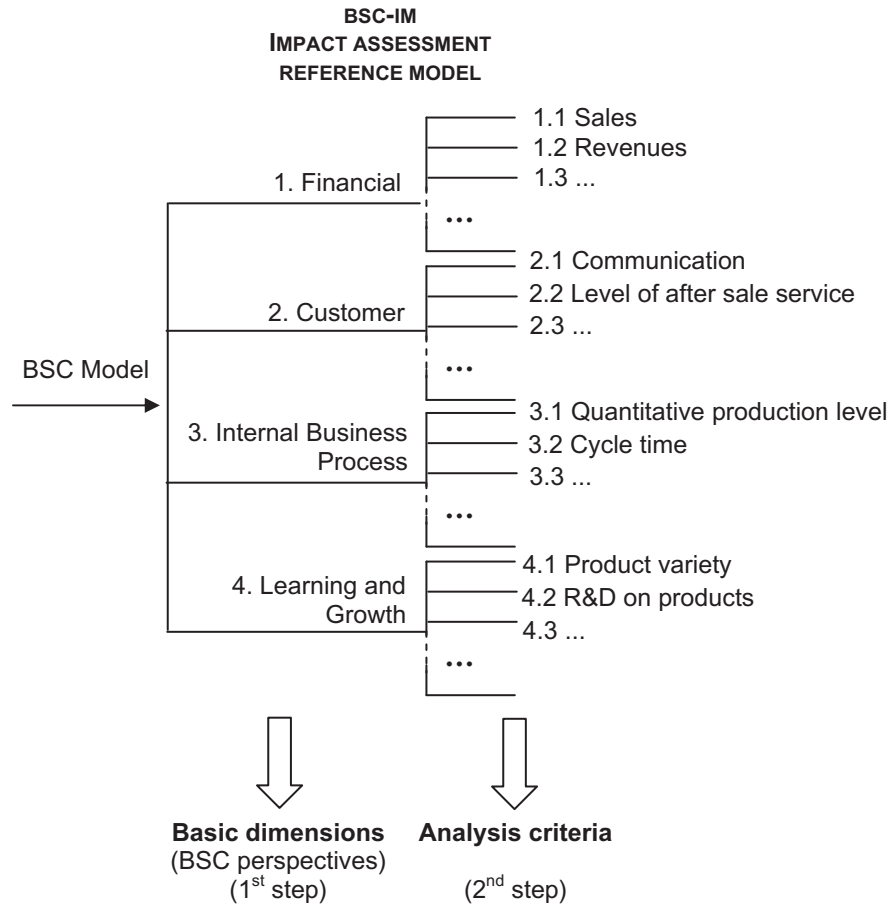 BSC-IM
IMPACT ASSESSMENT
REFERENCE MODEL
1. Financial
1.1 Sales
1.2 Revenues
1.3 ...
...
2. Customer
2.1 Communication
2.2 Level of after sale service
2.3 ...
...
BSC Model
3. Internal Business
Process
3.1 Quantitative production level
3.2 Cycle time
3.3 ...
...
4. Learning and
Growth
4.1 Product variety
4.2 R&D on products
4.3 ...
...
Basic dimensions
(BSC perspectives)
(1st step)
Analysis criteria
(2nd step)